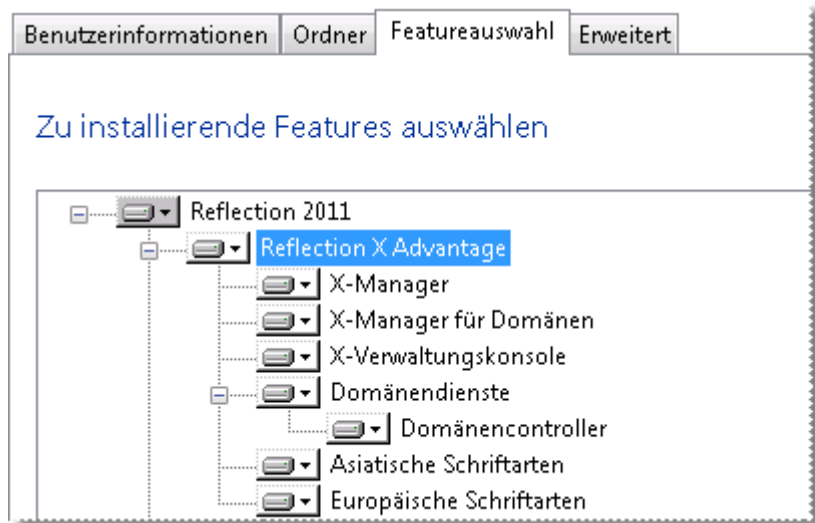 Benutzerinformationen Ordner Featureauswahl Erweitert
Zu installierende Features auswählen
Reflection 2011
Reflection X Advantage
X-Manager
X-Manager für Domänen
X-Verwaltungskonsole
Domänendienste
Domänencontroller
Asiatische Schriftarten
Europäische Schriftarten